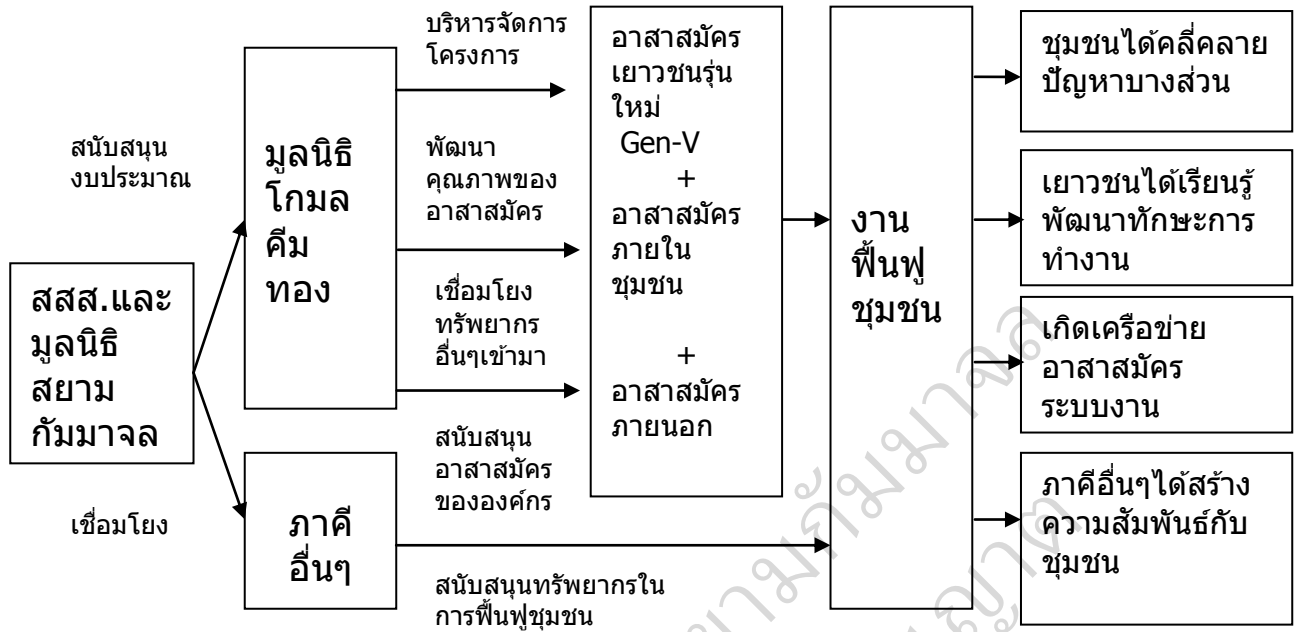 สนับสนุน
งบประมาณ
สสส.และ
มูลนิธิ
สยาม
กัมมาจล
เชื่อมโยง
มูลนิธิ
โกมล
คีม
ทอง
ภาคี
อื่นๆ
บริหารจัดการ
โครงการ
พัฒนา
คุณภาพของ
อาสาสมัคร
เชื่อมโยง
ทรัพยากร
อื่นๆเข้ามา
สนับสนุน
อาสาสมัคร
ขององค์กร
สนับสนุนทรัพยากรใน
การฟื้นฟูชุมชน
อาสาสมัคร
เยาวชนรุ่น
ใหม่
Gen-V
+
อาสาสมัคร
ภายใน
ชุมชน
+
อาสาสมัคร
ภายนอก
งาน
ฟื้นฟู
ชุมชน
ชุมชนได้คลี่คลาย
ปัญหาบางส่วน
เยาวชนได้เรียนรู้
พัฒนาทักษะการ
ทำงาน
เกิดเครือข่าย
อาสาสมัคร
ระบบงาน
ภาคีอื่นๆได้สร้าง
ความสัมพันธ์กับ
ชุมชน